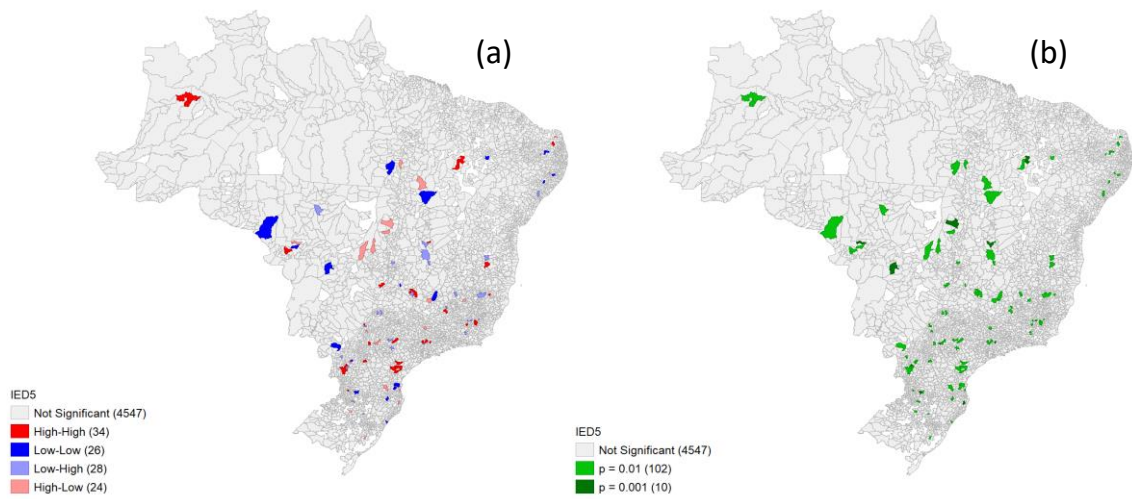 (a)
(b)
IED5
Not Significant (4547)
High-High (34)
Low-Low (26)
Low-High (28)
High-Low (24)
IED5
Not Significant (4547)
p = 0.01 (102)
p = 0.001 (10)